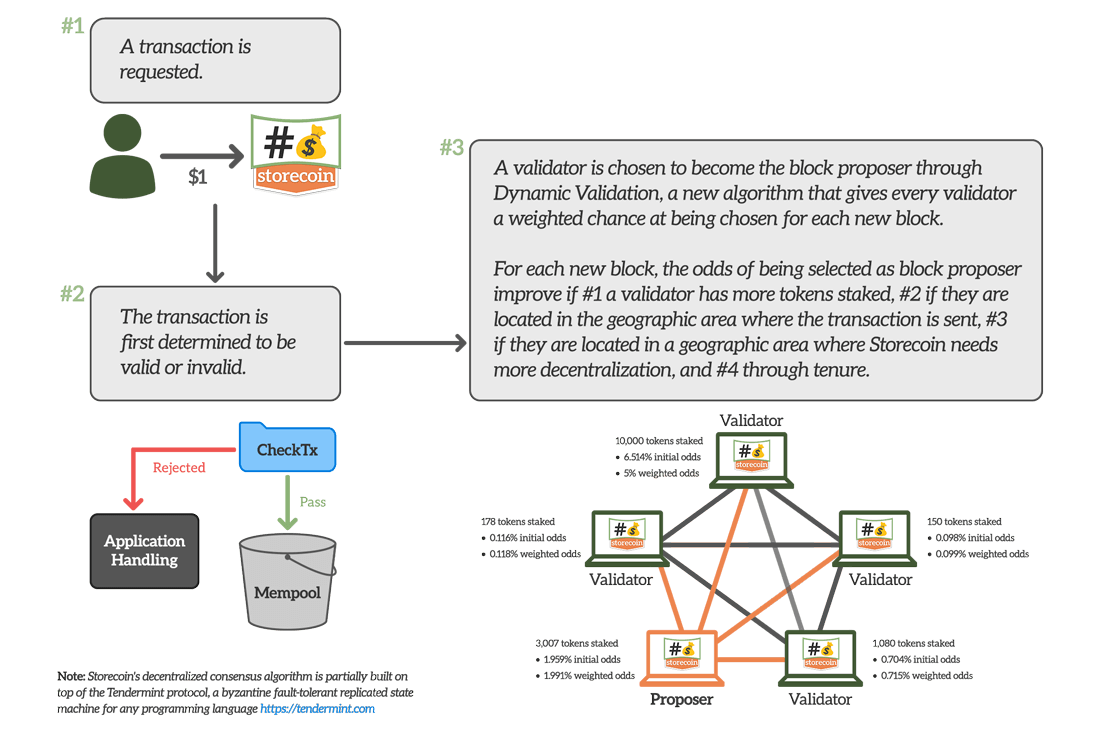 #1
A transaction is
requested.
#
$
storecoin
$1
#2
The transaction is
first determined to be
valid or invalid.
#3
A validator is chosen to become the block proposer through
Dynamic Validation, a new algorithm that gives every validator
a weighted chance at being chosen for each new block.
For each new block, the odds of being selected as block proposer
improve if #1 a validator has more tokens staked, #2 if they are
located in the geographic area where the transaction is sent, #3
if they are located in a geographic area where Storecoin needs
more decentralization, and #4 through tenure.
CheckTx
Rejected
Pass
Application
Handling
Mempool
Note: Storecoin's decentralized consensus algorithm is partially built on
top of the Tendermint protocol, a byzantine fault-tolerant replicated state
machine for any programming language https://tendermint.com
Validator
10,000 tokens staked
• 6.514% initial odds
• 5% weighted odds
#$
storecoin
178 tokens staked
• 0.116% initial odds
• 0.118% weighted odds
#$
storecoin
Validator
#$
storecoin
150 tokens staked
• 0.098% initial odds
• 0.099% weighted odds
Validator
3,007 tokens staked
• 1.959% initial odds
• 1.991% weighted odds
#$
storecoin
Proposer
#$
storecoin
1,080 tokens staked
• 0.704% initial odds
• 0.715% weighted odds
Validator